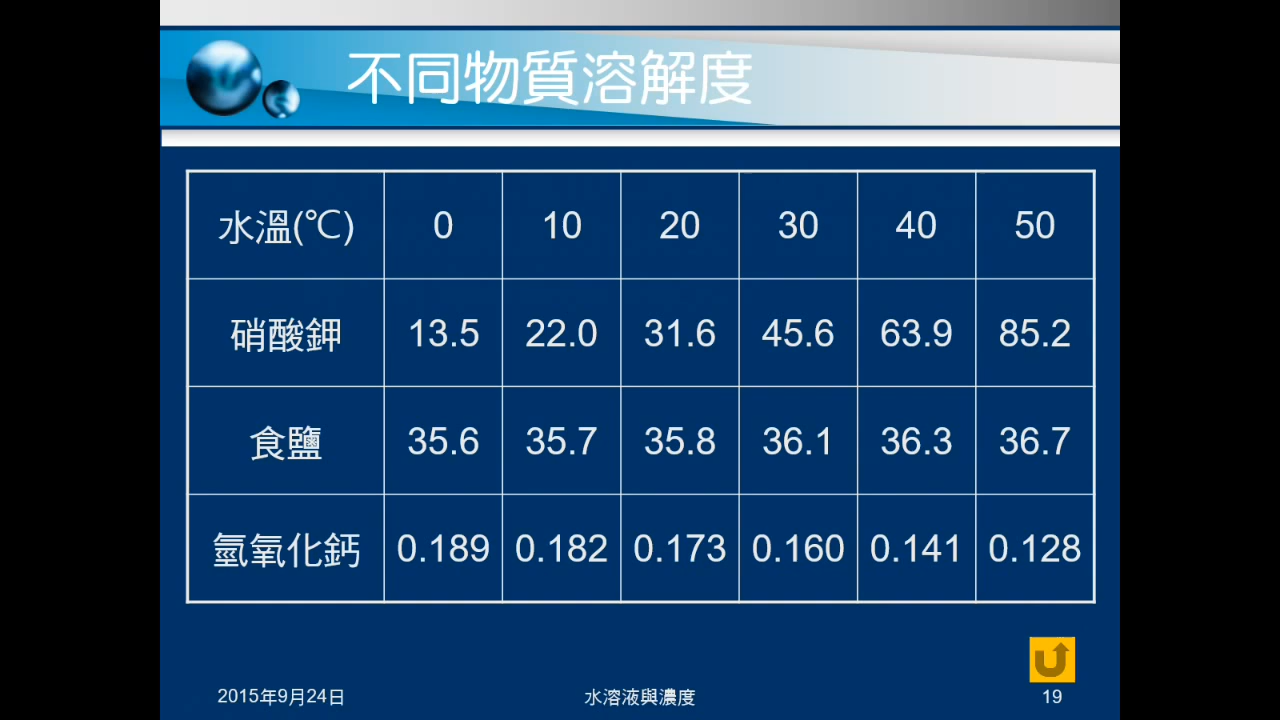 不同物質溶解度
水溫(℃) 0 10 20 30 40 50
硝酸鉀 13.5 22.0 31.6 45.6 63.9 85.2
食鹽 35.6 35.7 35.8 36.1 36.3 36.7
氫氧化鈣 0.189 0.182 0.173 0.160 0.141 0.128
2015年9月24日 水溶液與濃度 19